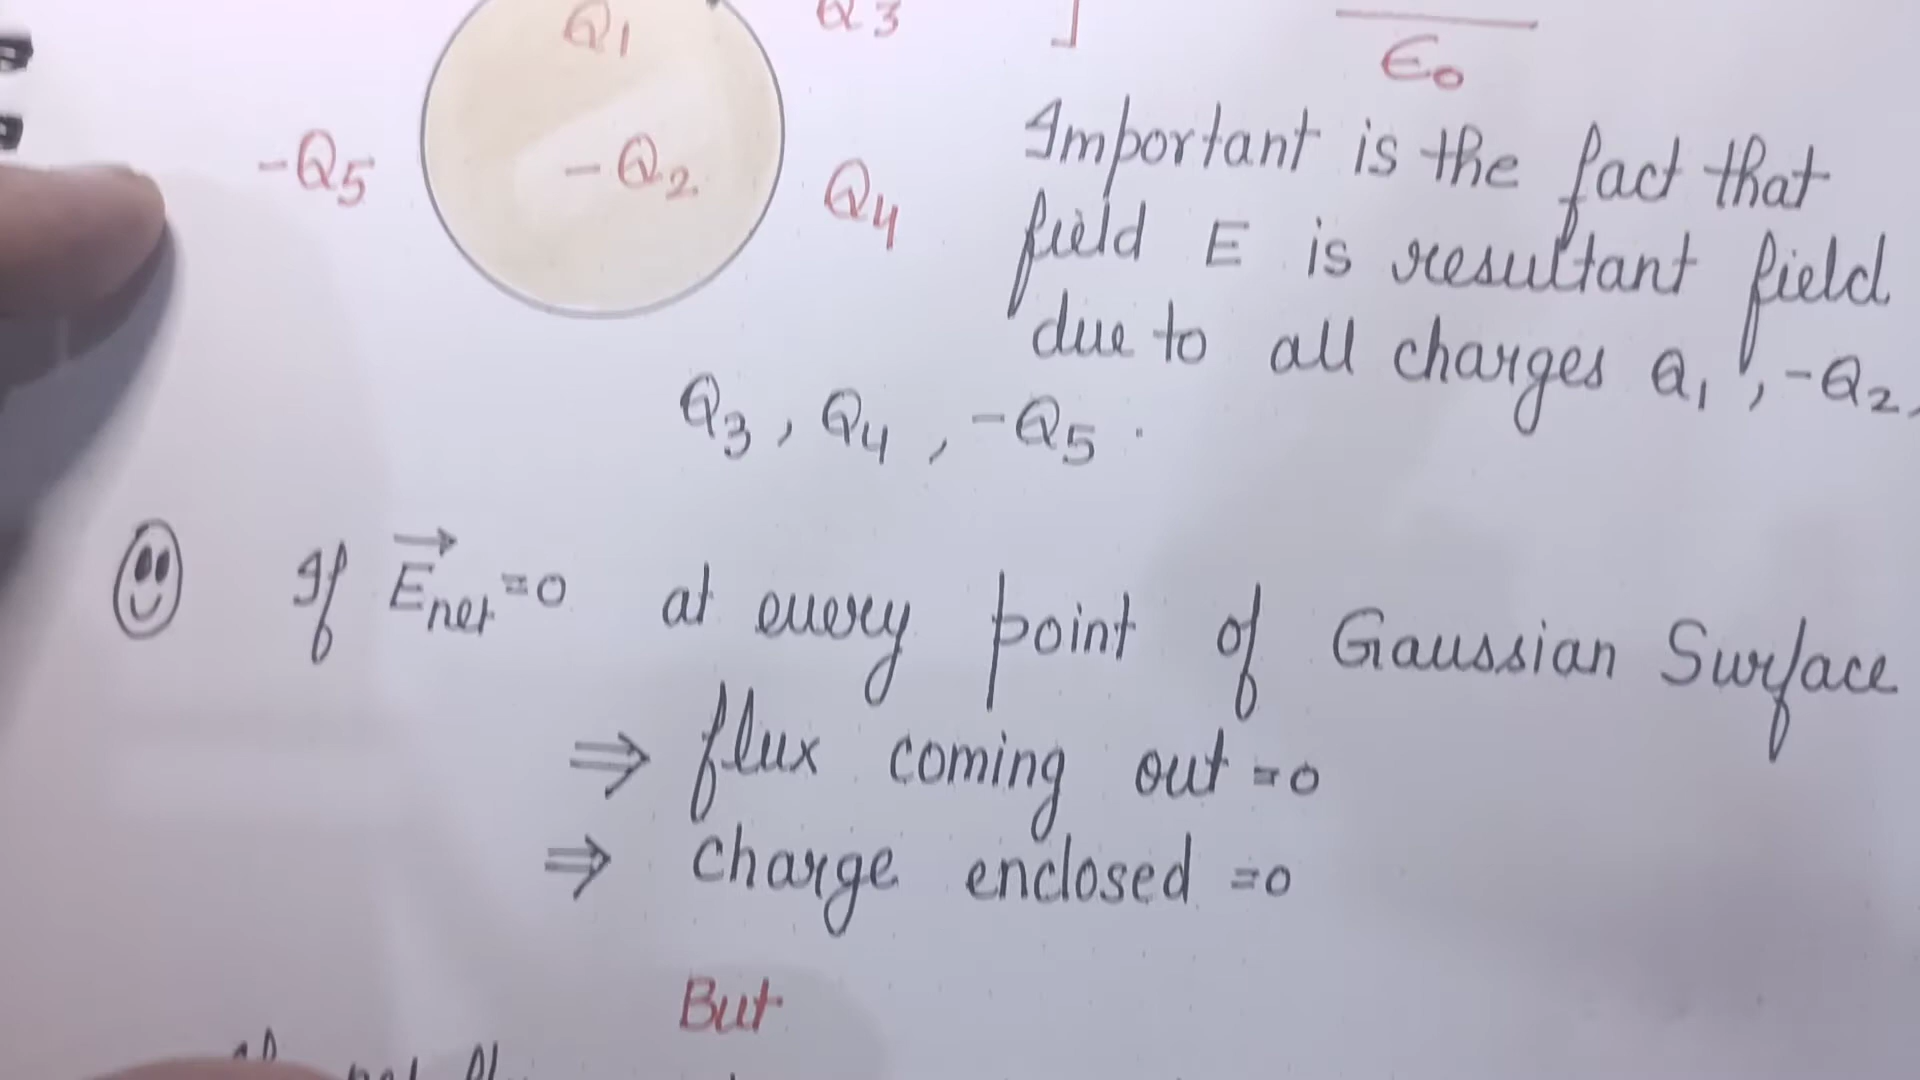 Q1
Q3
ϵ0
-Q5
-Q2
Q4
Important is the fact that
field E is resultant field
due to all charges Q1, -Q2,
Q3, Q4, -Q5.
If Enet=0 at every point of Gaussian Surface
⇒ flux coming out =0
⇒ charge enclosed =0
But